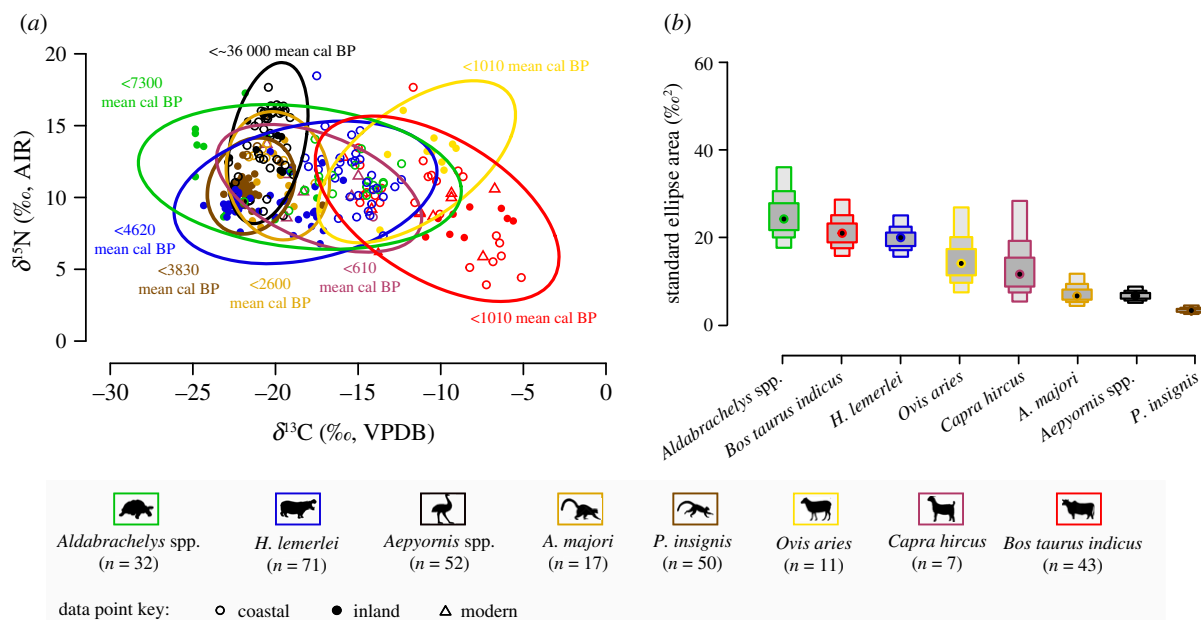 (a)
<~36 000 mean cal BP
<7300
mean cal BP
<1010 mean cal BP
<4620
mean cal BP
<3830
mean cal BP
<2600
mean cal BP
<610
mean cal BP
<1010 mean cal BP
20
15
10
5
0
δ15N (‰, AIR)
–30 –25 –20 –15 –10 –5 0
δ13C (‰, VPDB)
(b)
60
40
20
0
standard ellipse area (‰²)
Aldabrachelys spp.
Bos taurus indicus
H. lemerlei
Ovis aries
Capra hircus
A. majori
Aepyornis spp.
P. insignis
Aldabrachelys spp. H. lemerlei Aepyornis spp. A. majori P. insignis Ovis aries Capra hircus Bos taurus indicus
(n = 32) (n = 71) (n = 52) (n = 17) (n = 50) (n = 11) (n = 7) (n = 43)
data point key: coastal inland modern